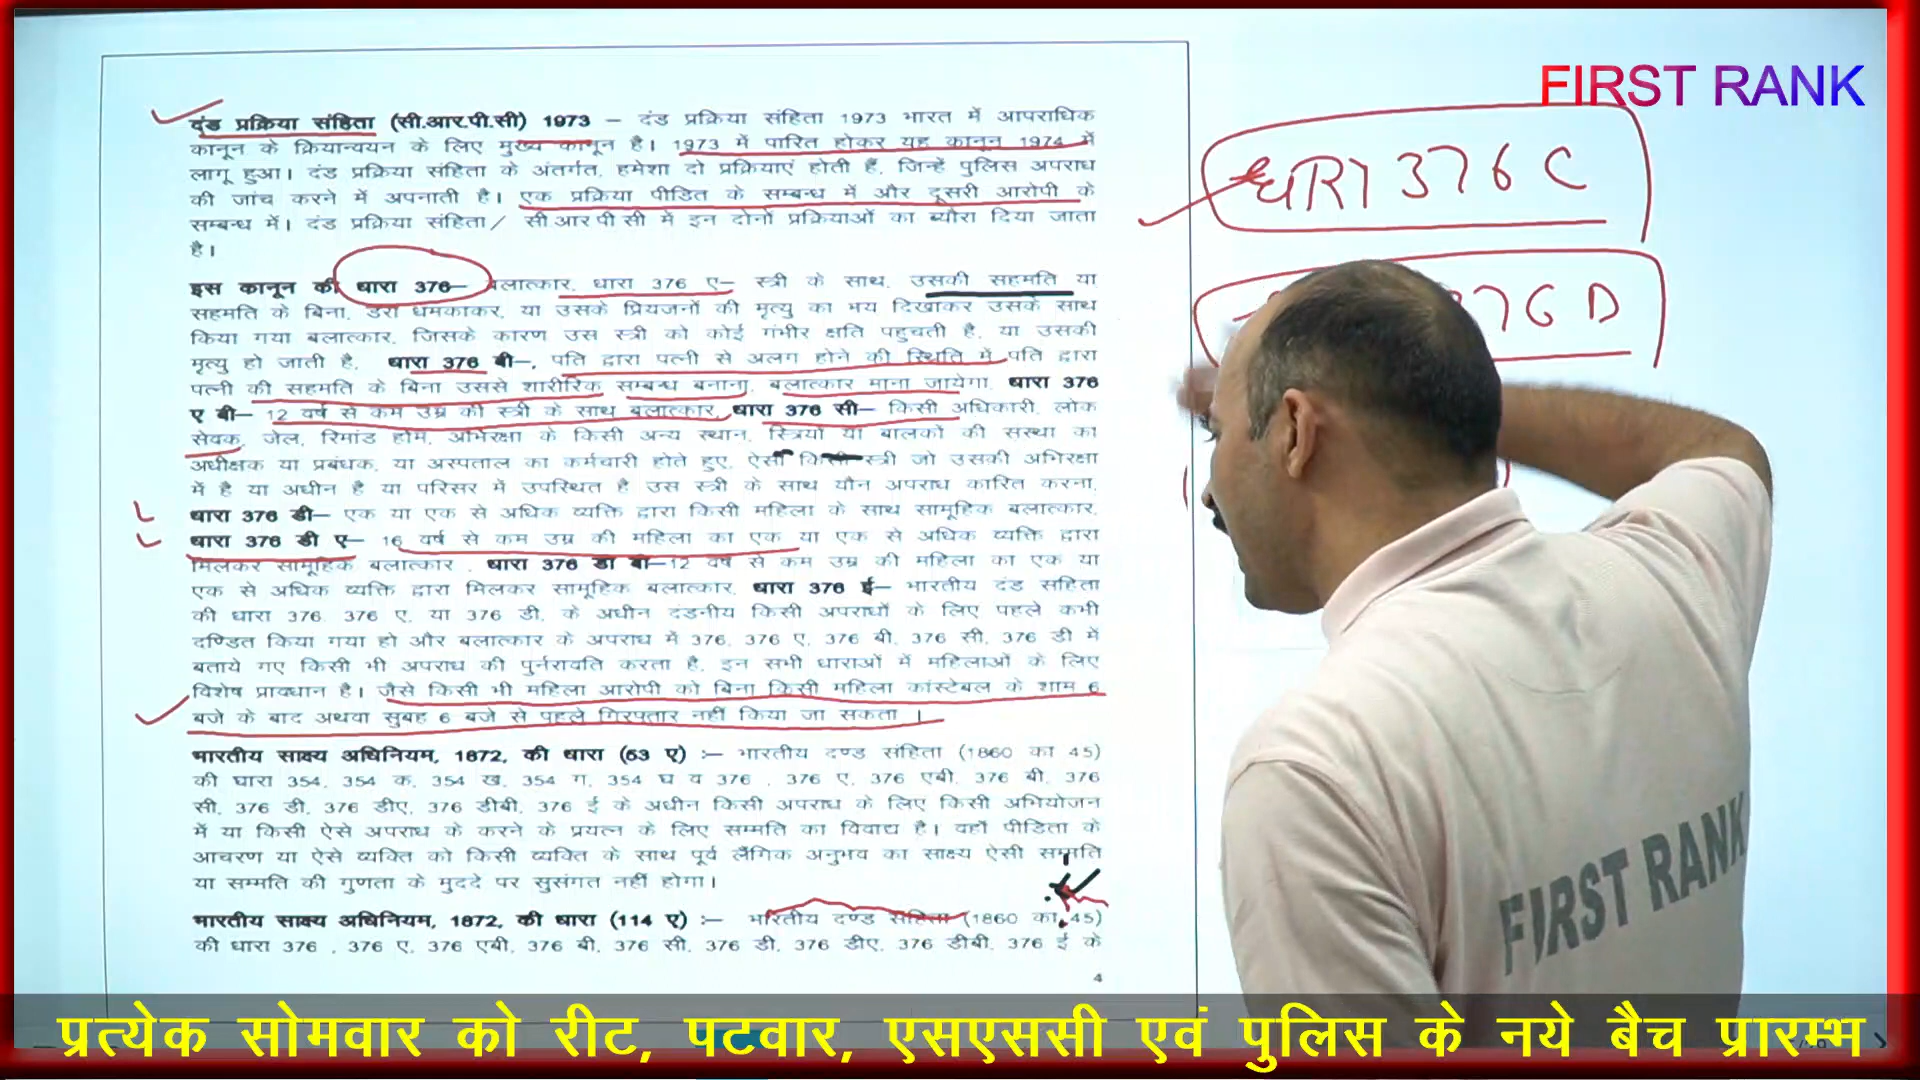 FIRST RANK
दंड प्रक्रिया संहिता (सी.आर.पी.सी) 1973 – दंड प्रक्रिया संहिता 1973 भारत में आपराधिक
कानून के क्रियान्वयन के लिए मुख्य कानून है। 1973 में पारित होकर यह कानून 1974 में
लागू हुआ। दंड प्रक्रिया संहिता के अंतर्गत, हमेशा दो प्रक्रियाएं होती हैं, जिन्हें पुलिस अपराध
की जांच करने में अपनाती है। एक प्रक्रिया पीडित के सम्बन्ध में और दूसरी आरोपी के
सम्बन्ध में। दंड प्रक्रिया संहिता/ सी.आर.पी.सी में इन दोनों प्रक्रियाओं का ब्यौरा दिया जाता
है।
इस कानून की धारा 376– बलात्कार, धारा 376 ए– स्त्री के साथ, उसकी सहमति या
सहमति के बिना, डरा धमकाकर, या उसके प्रियजनों की मृत्यु का भय दिखाकर उसके साथ
किया गया बलात्कार, जिसके कारण उस स्त्री को कोई गंभीर क्षति पहुचती है, या उसकी
मृत्यु हो जाती है, धारा 376 बी–, पति द्वारा पत्नी से अलग होने की स्थिति में पति द्वारा
पत्नी की सहमति के बिना उससे शारीरिक सम्बन्ध बनाना, बलात्कार माना जायेगा, धारा 376
ए बी– 12 वर्ष से कम उम्र की स्त्री के साथ बलात्कार, धारा 376 सी– किसी अधिकारी, लोक
सेवक, जेल, रिमांड होम, अभिरक्षा के किसी अन्य स्थान, स्त्रियों या बालकों की सस्था का
अधीक्षक या प्रबंधक, या अस्पताल का कर्मचारी होते हुए, ऐसी किसी स्त्री जो उसकी अभिरक्षा
में है या अधीन है या परिसर में उपस्थित है उस स्त्री के साथ यौन अपराध कारित करना,
धारा 376 डी– एक या एक से अधिक व्यक्ति द्वारा किसी महिला के साथ सामूहिक बलात्कार,
धारा 376 डी ए– 16 वर्ष से कम उम्र की महिला का एक या एक से अधिक व्यक्ति द्वारा
मिलकर सामूहिक बलात्कार , धारा 376 डी बी–12 वर्ष से कम उम्र की महिला का एक या
एक से अधिक व्यक्ति द्वारा मिलकर सामूहिक बलात्कार, धारा 376 ई– भारतीय दंड सहिता
की धारा 376, 376 ए, या 376 डी, के अधीन दंडनीय किसी अपराधों के लिए पहले कभी
दण्डित किया गया हो और बलात्कार के अपराध में 376, 376 ए, 376 बी, 376 सी, 376 डी में
बताये गए किसी भी अपराध की पुर्नरावति करता है, इन सभी धाराओं में महिलाओं के लिए
विशेष प्रावधान है। जैसे किसी भी महिला आरोपी को बिना किसी महिला कांस्टेबल के शाम 6
बजे के बाद अथवा सुबह 6 बजे से पहले गिरफ्तार नहीं किया जा सकता ।
भारतीय साक्ष्य अधिनियम, 1872, की धारा (53 ए) :– भारतीय दण्ड संहिता (1860 का 45)
की धारा 354, 354 क, 354 ख, 354 ग, 354 घ व 376 , 376 ए, 376 एबी, 376 बी, 376
सी, 376 डी, 376 डीए, 376 डीबी, 376 ई के अधीन किसी अपराध के लिए किसी अभियोजन
में या किसी ऐसे अपराध के करने के प्रयत्न के लिए सम्मति का विवाद्य है। वहाँ पीडिता के
आचरण या ऐसे व्यक्ति को किसी व्यक्ति के साथ पूर्व लैंगिक अनुभव का साक्ष्य ऐसी सम्मति
या सम्मति की गुणता के मुददे पर सुसंगत नहीं होगा।
भारतीय साक्ष्य अधिनियम, 1872, की धारा (114 ए) :– भारतीय दण्ड संहिता (1860 का 45)
की धारा 376 , 376 ए, 376 एबी, 376 बी, 376 सी, 376 डी, 376 डीए, 376 डीबी, 376 ई के
4
धारा 376 C
376 D
FIRST RANK
प्रत्येक सोमवार को रीट, पटवार, एसएससी एवं पुलिस के नये बैच प्रारम्भ